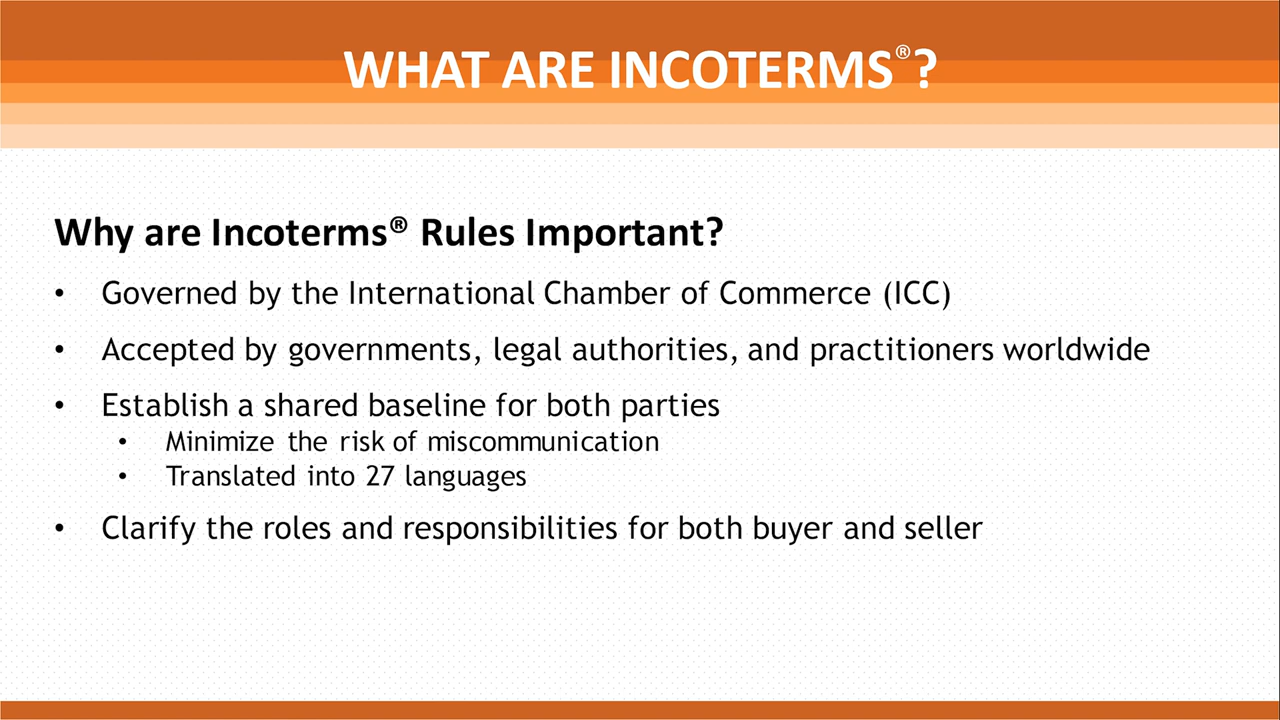 WHAT ARE INCOTERMS®?
Why are Incoterms® Rules Important?
• Governed by the International Chamber of Commerce (ICC)
• Accepted by governments, legal authorities, and practitioners worldwide
• Establish a shared baseline for both parties
• Minimize the risk of miscommunication
• Translated into 27 languages
• Clarify the roles and responsibilities for both buyer and seller